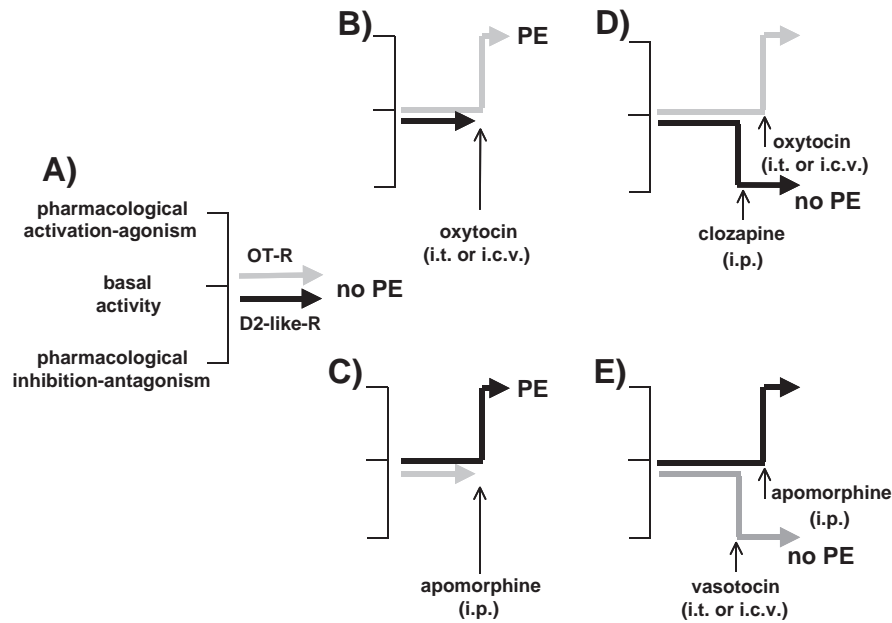 A)
pharmacological
activation-agonism
basal
activity
pharmacological
inhibition-antagonism
OT-R
D2-like-R
no PE
B)
PE
oxytocin
(i.t. or i.c.v.)
C)
PE
apomorphine
(i.p.)
D)
oxytocin
(i.t. or i.c.v.)
no PE
clozapine
(i.p.)
E)
apomorphine
(i.p.)
no PE
vasotocin
(i.t. or i.c.v.)